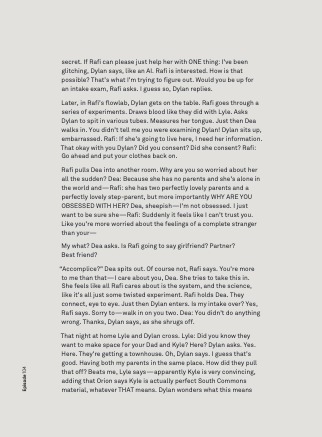 secret. If Rafi can please just help her with ONE thing: I've been
glitching, Dylan says, like an AI. Rafi is interested. How is that
possible? That's what I'm trying to figure out. Would you be up for
an intake exam, Rafi asks. I guess so, Dylan replies.
Later, in Rafi's flowlab, Dylan gets on the table. Rafi goes through a
series of experiments. Draws blood like they did with Lyle. Asks
Dylan to spit in various tubes. Measures her tongue. Just then Dea
walks in. You didn't tell me you were examining Dylan! Dylan sits up,
embarrassed. Rafi: If she's going to live here, I need her information.
That okay with you Dylan? Did you consent? Did she consent? Rafi:
Go ahead and put your clothes back on.
Rafi pulls Dea into another room. Why are you so worried about her
all the sudden? Dea: Because she has no parents and she's alone in
the world and—Rafi: she has two perfectly lovely parents and a
perfectly lovely step-parent, but more importantly WHY ARE YOU
OBSESSED WITH HER? Dea, sheepish—I'm not obsessed. I just
want to be sure she—Rafi: Suddenly it feels like I can't trust you.
Like you're more worried about the feelings of a complete stranger
than your—
My what? Dea asks. Is Rafi going to say girlfriend? Partner?
Best friend?
"Accomplice?" Dea spits out. Of course not, Rafi says. You're more
to me than that—I care about you, Dea. She tries to take this in.
She feels like all Rafi cares about is the system, and the science,
like it's all just some twisted experiment. Rafi holds Dea. They
connect, eye to eye. Just then Dylan enters. Is my intake over? Yes,
Rafi says. Sorry to—walk in on you two. Dea: You didn't do anything
wrong. Thanks, Dylan says, as she shrugs off.
That night at home Lyle and Dylan cross. Lyle: Did you know they
want to make space for your Dad and Kyle? Here? Dylan asks. Yes.
Here. They're getting a townhouse. Oh, Dylan says. I guess that's
good. Having both my parents in the same place. How did they pull
that off? Beats me, Lyle says—apparently Kyle is very convincing,
adding that Orion says Kyle is actually perfect South Commons
material, whatever THAT means. Dylan wonders what this means
Episode